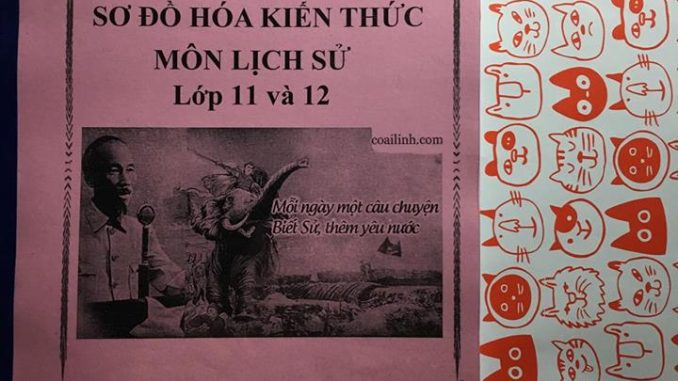 SƠ ĐỒ HÓA KIẾN THỨC
MÔN LỊCH SỬ
Lớp 11 và 12
coailinh.com
Mỗi ngày một câu chuyện
Biết Sử, thêm yêu nước